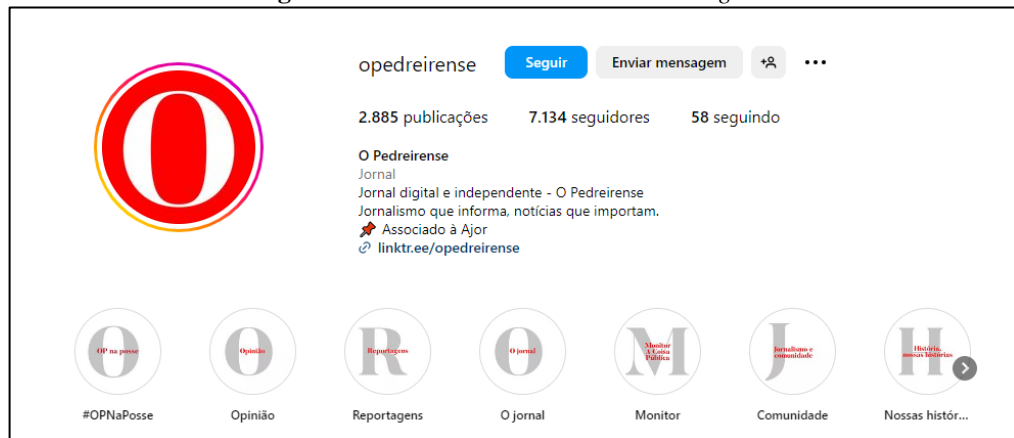 opedreirense Seguir Enviar mensagem
2.885 publicações 7.134 seguidores 58 seguindo
O Pedreirense
Jornal
Jornal digital e independente - O Pedreirense
Jornalismo que informa, notícias que importam.
📌 Associado à Ajor
linktr.ee/opedreirense
O
O OP na posse
O Opinião
R Reportagens
O O jornal
M Monitor
A Coisa
Pública
J Jornalismo e
comunidade
H História,
nossas histórias
#OPNaPosse Opinião Reportagens O jornal Monitor Comunidade Nossas histór...